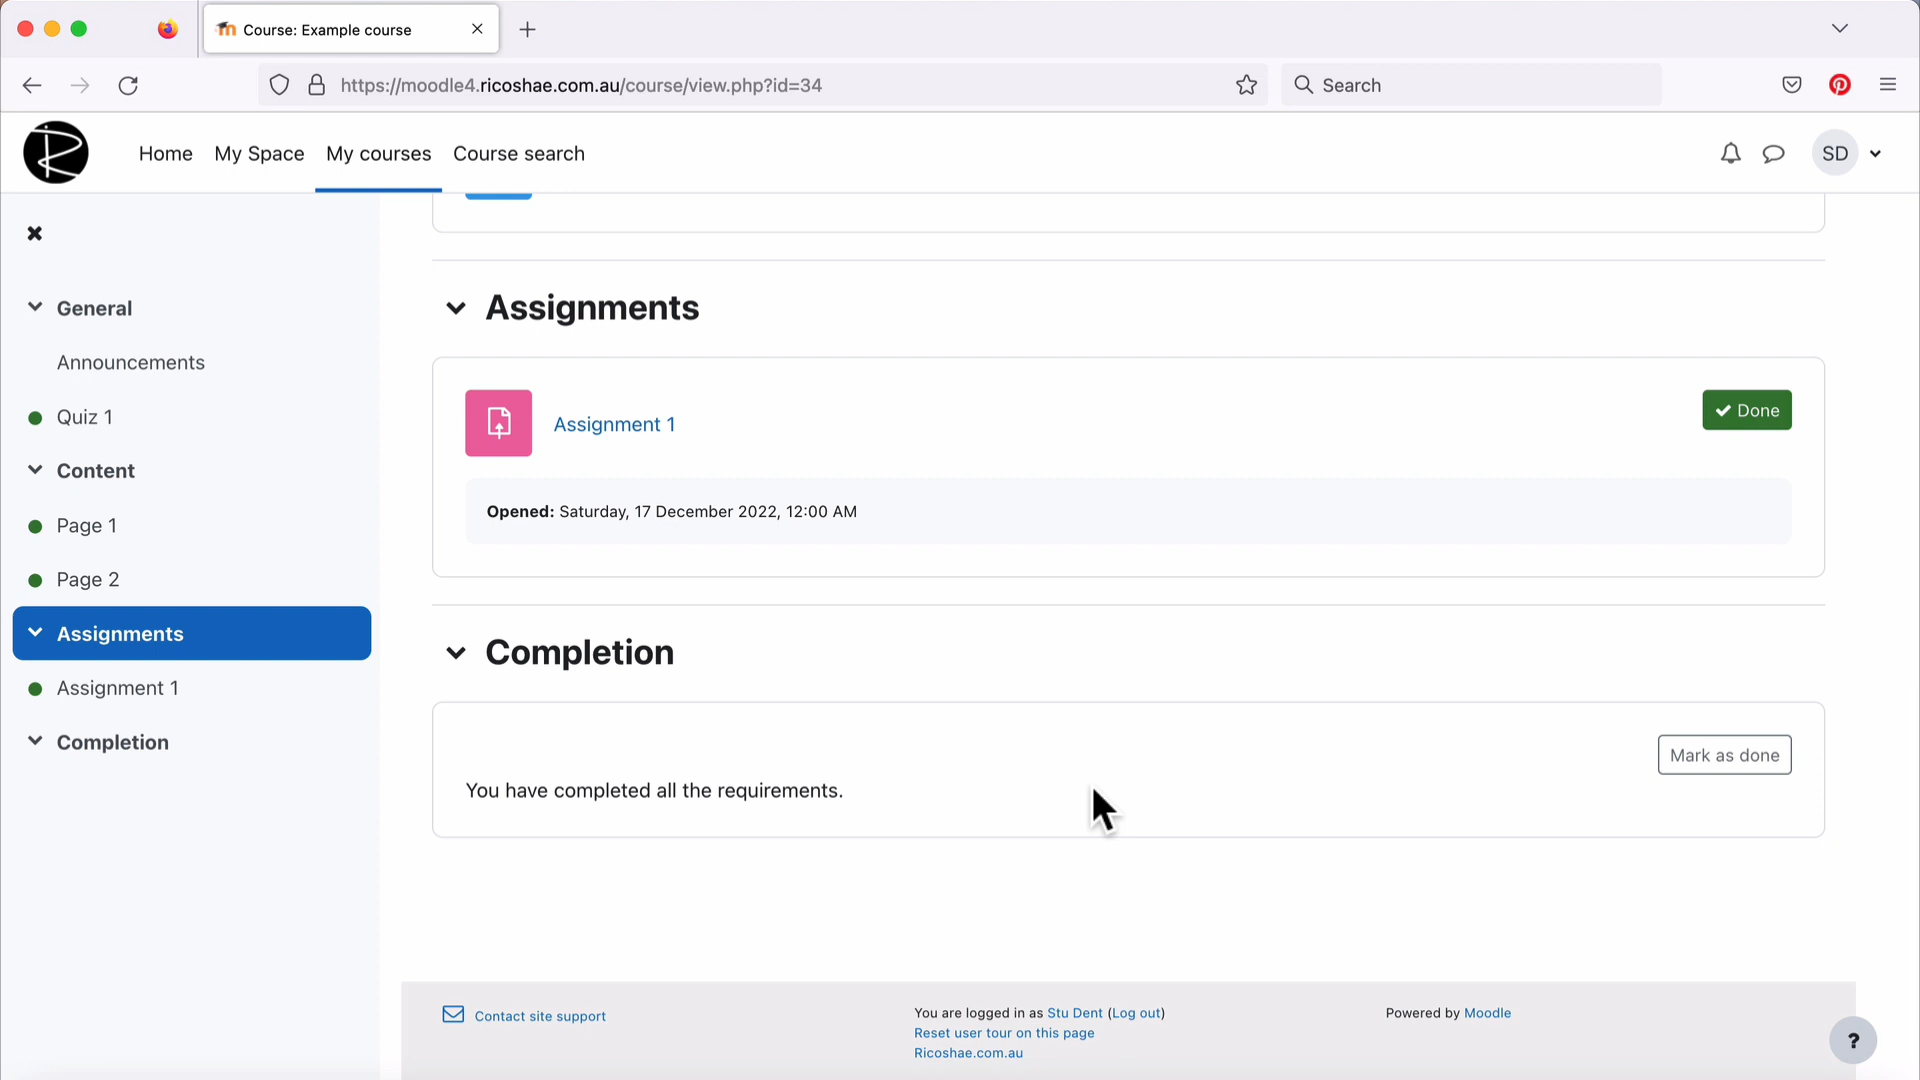 Course: Example course
https://moodle4.ricoshae.com.au/course/view.php?id=34
Search
Home My Space My courses Course search
SD
General
Announcements
Quiz 1
Content
Page 1
Page 2
Assignments
Assignment 1
Completion
Assignments
Assignment 1
Done
Opened: Saturday, 17 December 2022, 12:00 AM
Completion
Mark as done
You have completed all the requirements.
Contact site support
You are logged in as Stu Dent (Log out)
Reset user tour on this page
Ricoshae.com.au
Powered by Moodle
?